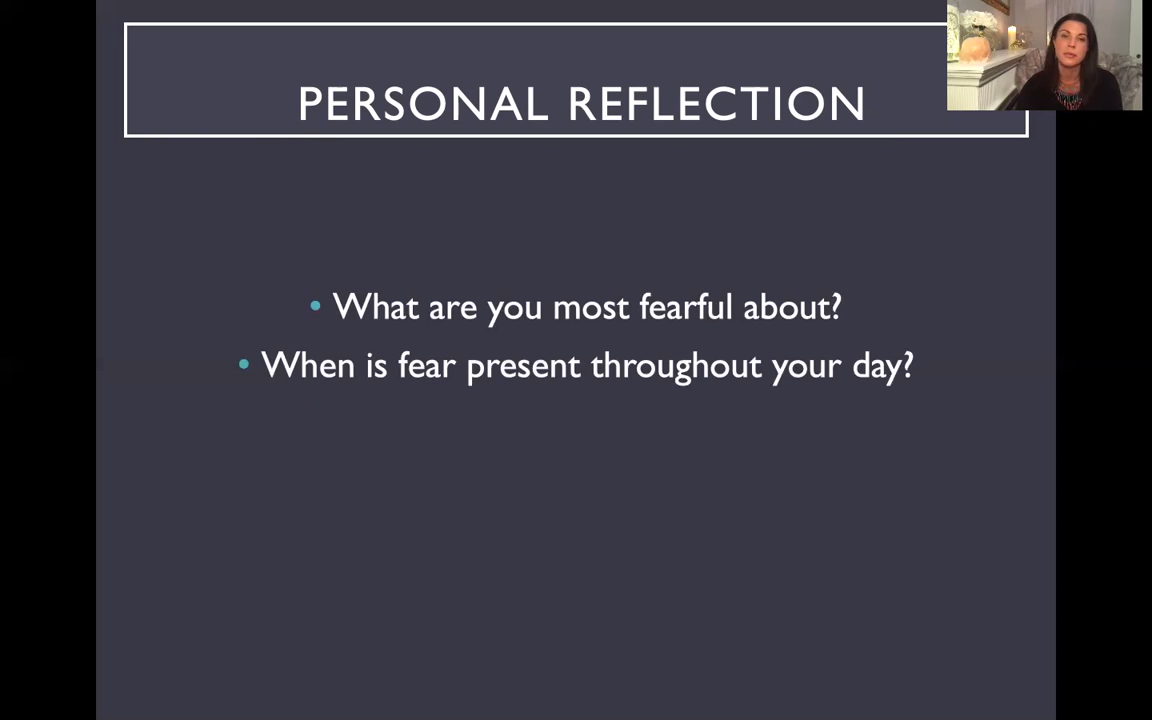 PERSONAL REFLECTION
• What are you most fearful about?
• When is fear present throughout your day?